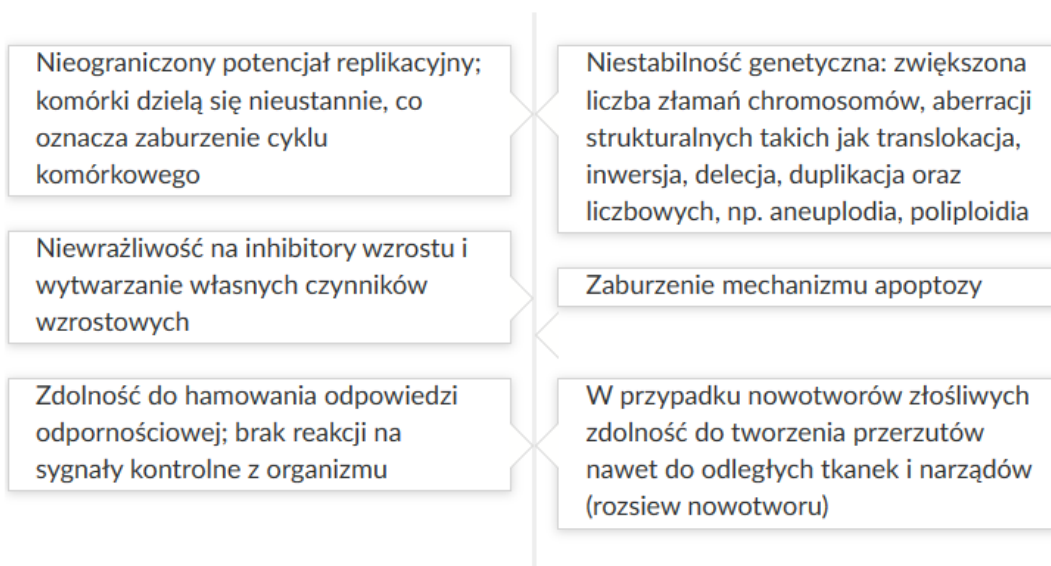 Nieograniczony potencjał replikacyjny;
komórki dzielą się nieustannie, co
oznacza zaburzenie cyklu
komórkowego
Niestabilność genetyczna: zwiększona
liczba złamań chromosomów, aberracji
strukturalnych takich jak translokacja,
inwersja, delecja, duplikacja oraz
liczbowych, np. aneuplodia, poliploidia
Niewrażliwość na inhibitory wzrostu i
wytwarzanie własnych czynników
wzrostowych
Zaburzenie mechanizmu apoptozy
Zdolność do hamowania odpowiedzi
odpornościowej; brak reakcji na
sygnały kontrolne z organizmu
W przypadku nowotworów złośliwych
zdolność do tworzenia przerzutów
nawet do odległych tkanek i narządów
(rozsiew nowotworu)